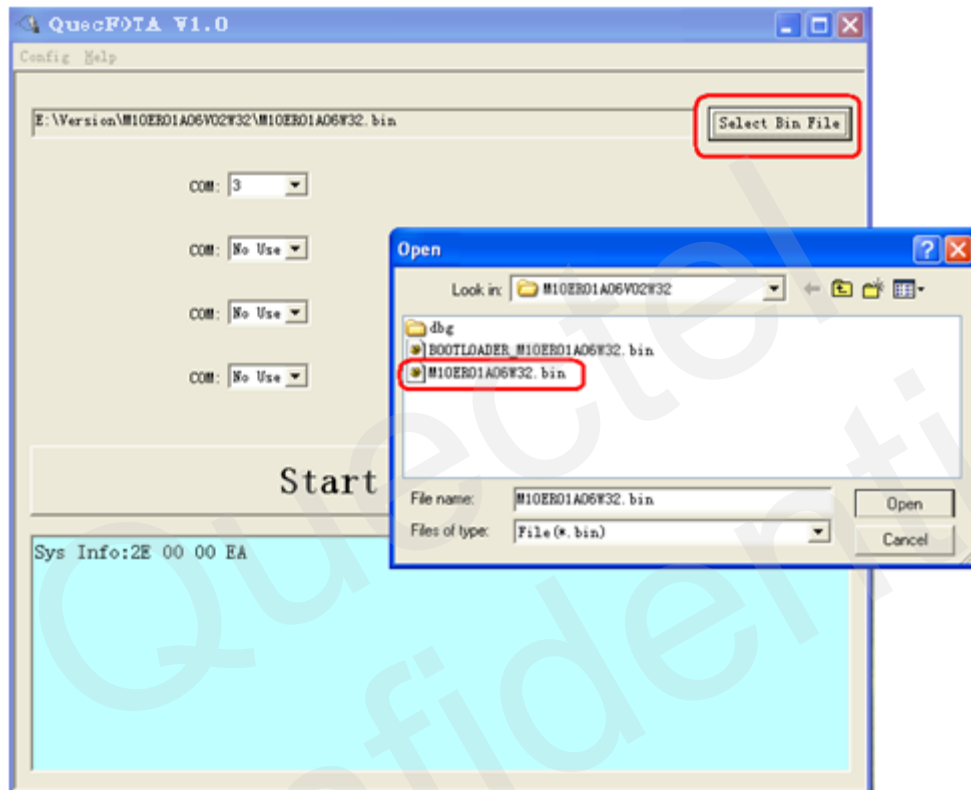 QuecFOTA V1.0
Config Help
E:\Version\M10ER01A06V02W32\M10ER01A06W32.bin
Select Bin File
COM: 3
COM: No Use
COM: No Use
COM: No Use
Start
Sys Info:2E 00 00 EA
Open
Look in: M10ER01A06V02W32
dbg
BOOTLOADER_M10ER01A06W32.bin
M10ER01A06W32.bin
File name: M10ER01A06W32.bin
Open
Files of type: File(*.bin)
Cancel
Quectel
Confidenti